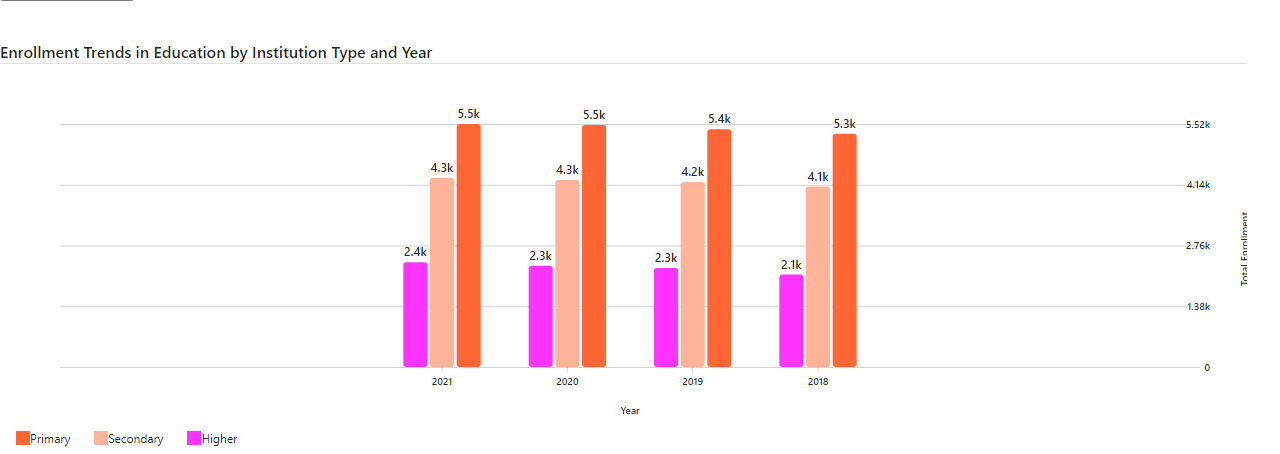 Enrollment Trends in Education by Institution Type and Year
5.5k 5.5k 5.4k 5.3k
4.3k 4.3k 4.2k 4.1k
2.4k 2.3k 2.3k 2.1k
5.52k
4.14k
2.76k
1.38k
0
Total Enrollment
2021 2020 2019 2018
Year
Primary Secondary Higher